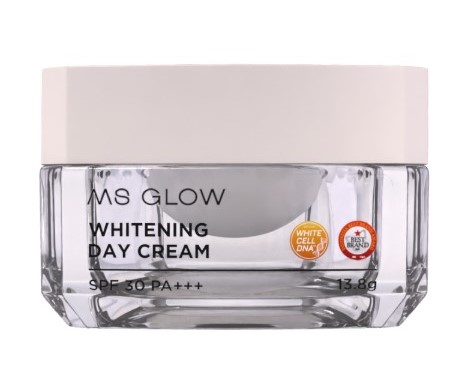 MS GLOW
WHITENING
DAY CREAM
SPF 30 PA+++
WHITE
CELL
DNA
BEST
BRAND
13.8g